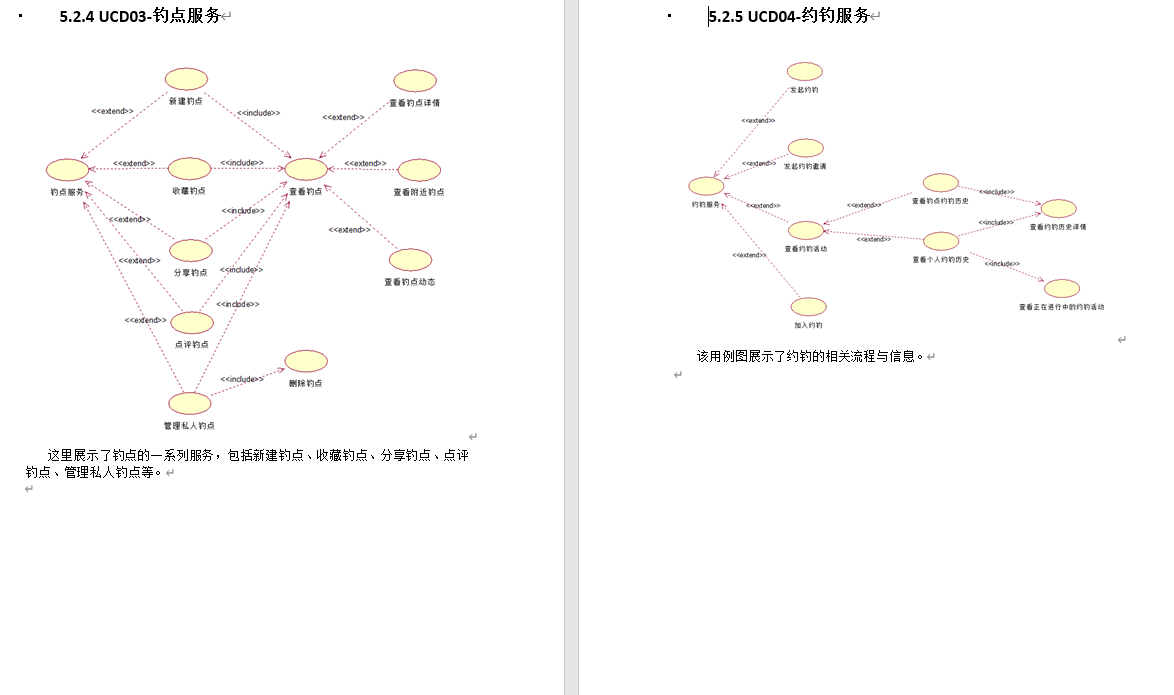 5.2.4 UCD03-钓点服务
新建钓点
查看钓点详情
<<extend>>
<<include>>
<<extend>>
<<extend>>
<<include>>
<<extend>>
钓点服务
收藏钓点
查看钓点
查看附近钓点
<<extend>>
<<include>>
<<extend>>
分享钓点
<<extend>>
<<include>>
查看钓点动态
<<include>>
<<extend>>
点评钓点
<<include>>
删除钓点
管理私人钓点
这里展示了钓点的一系列服务，包括新建钓点、收藏钓点、分享钓点、点评
钓点、管理私人钓点等。
5.2.5 UCD04-约钓服务
发起约钓
<<extend>>
<<extend>>
发起约钓邀请
约钓服务
<<extend>>
<<extend>>
查看钓点约钓历史
<<include>>
<<include>>
查看约钓历史详情
查看约钓活动
<<extend>>
查看个人约钓历史
<<extend>>
<<include>>
查看正在进行中的约钓活动
加入约钓
该用例图展示了约钓的相关流程与信息。